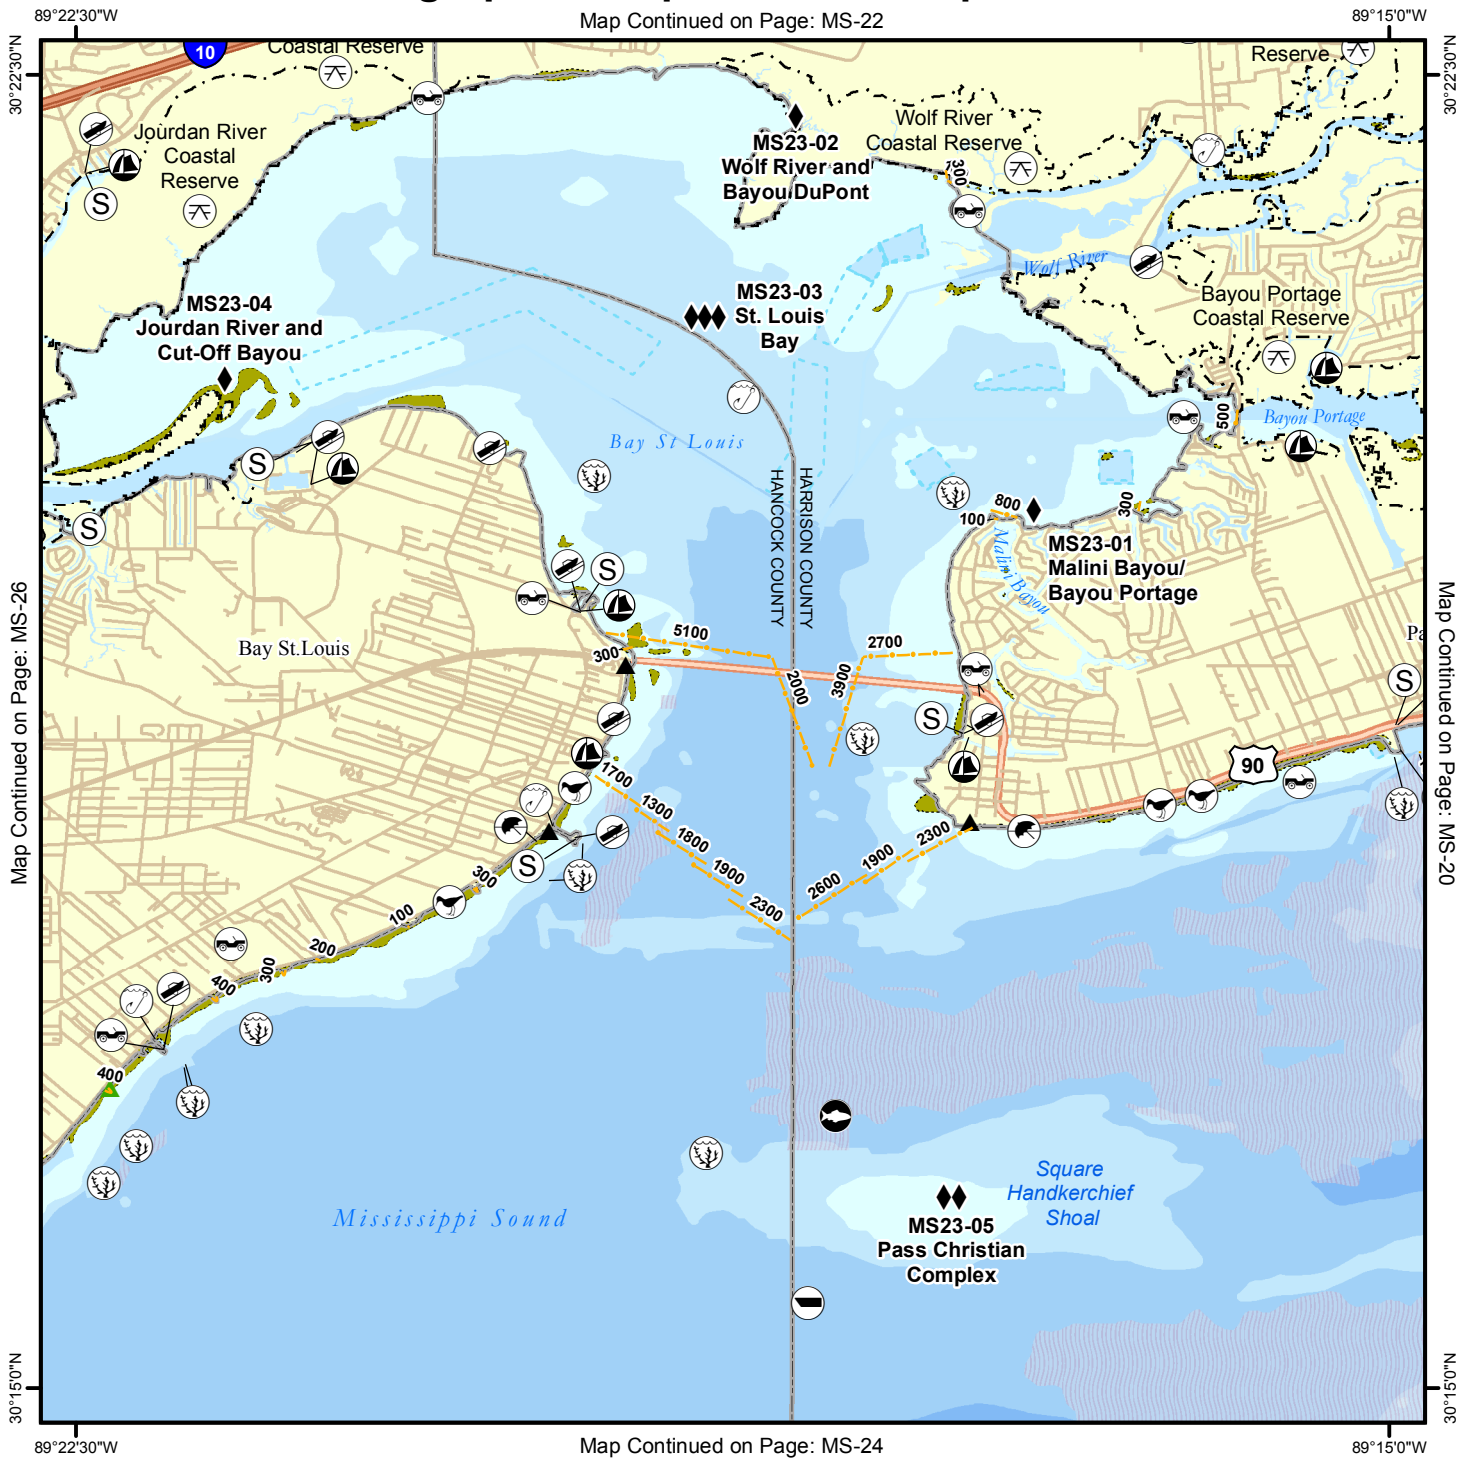 Map Continued on Page: MS-22
89°22'30"W
89°15'0"W
30°22'30"N
30°22'30"N
10
Coastal Reserve
Reserve
Jourdan River
Coastal
Reserve
S
MS23-02
Wolf River and
Bayou DuPont
Wolf River
Coastal Reserve
300
Wolf River
Bayou Portage
Coastal Reserve
MS23-04
Jourdan River and
Cut-Off Bayou
MS23-03
St. Louis
Bay
Bay St Louis
500
Bayou Portage
S
S
HARRISON COUNTY
HANCOCK COUNTY
800
100
300
MS23-01
Malini Bayou/
Bayou Portage
Malini Bayou
S
Bay St.Louis
300
5100
2000
3900
2700
S
S
90
Map Continued on Page: MS-26
Map Continued on Page: MS-20
1700
1300
1800
1900
2300
2600
1900
2300
S
300
100
200
300
400
400
Mississippi Sound
Square
Handkerchief
Shoal
MS23-05
Pass Christian
Complex
30°15'0"N
30°15'0"N
89°22'30"W
89°15'0"W
Map Continued on Page: MS-24